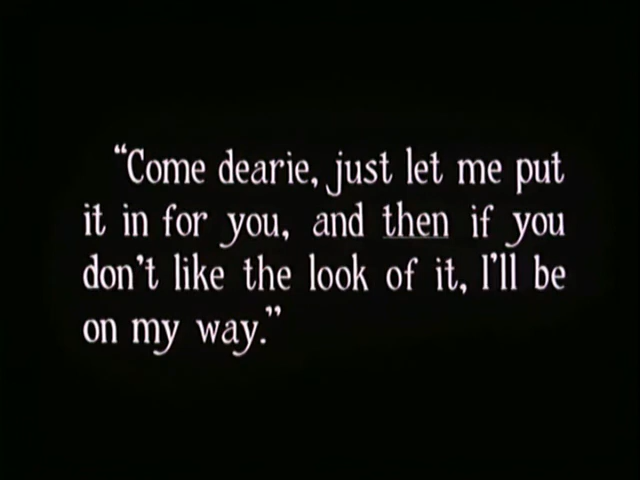 “Come dearie, just let me put
it in for you, and then if you
don't like the look of it, I'll be
on my way.”